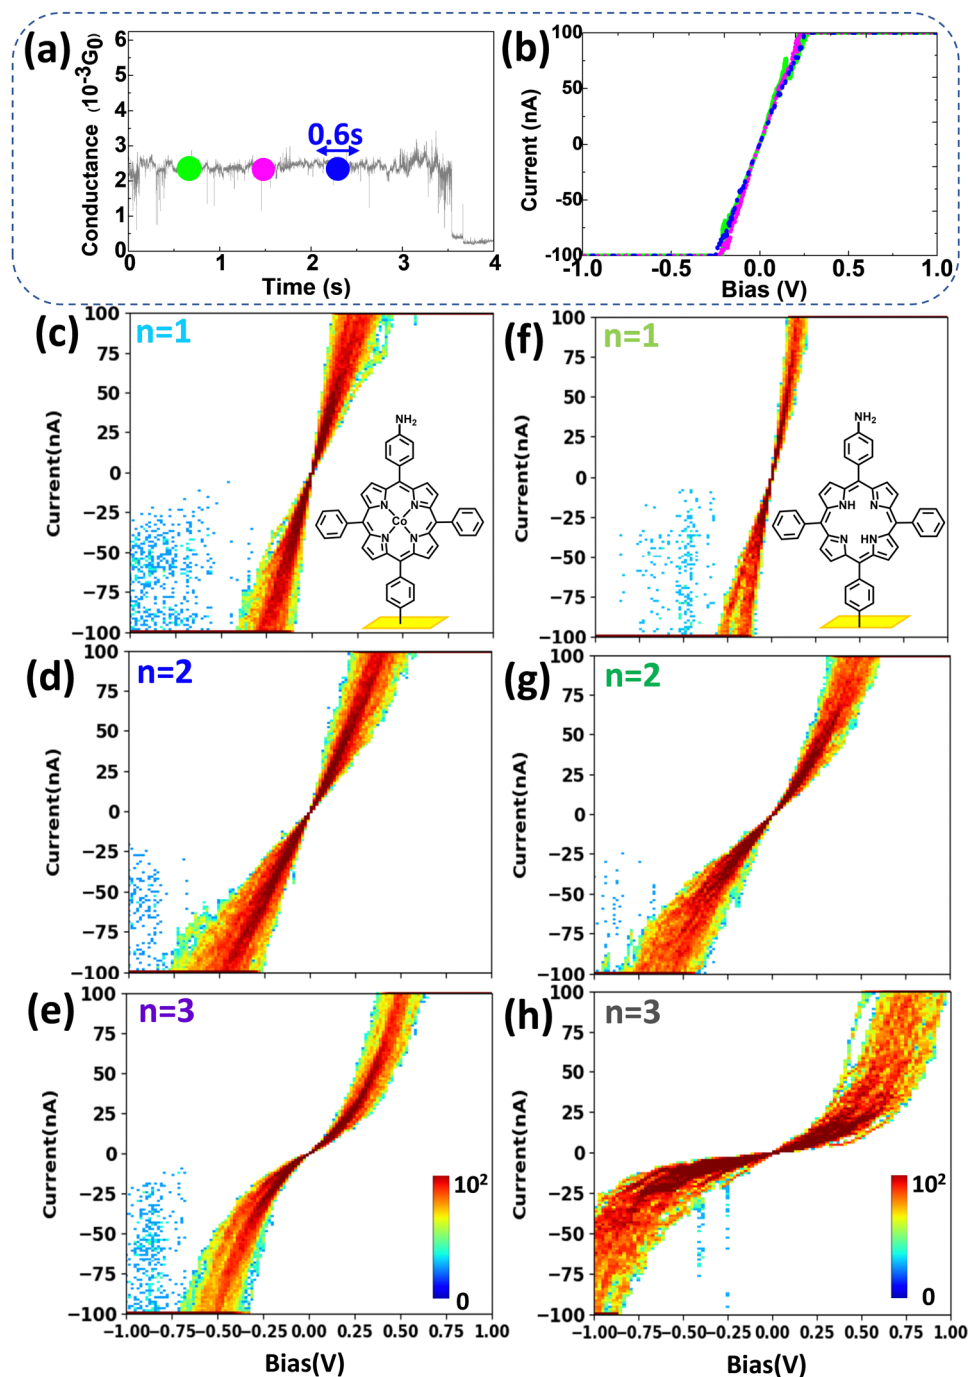 (a)
Conductance (10⁻³G₀)
6
5
4
3
2
1
0
0.6s
0 1 2 3 4
Time (s)
(b)
Current (nA)
100
50
0
-50
-100
-1.0 -0.5 0.0 0.5 1.0
Bias (V)
(c)
n=1
Current(nA)
100
75
50
25
0
−25
−50
−75
−100
NH₂
N N
Co
N N
(f)
n=1
Current(nA)
100
75
50
25
0
−25
−50
−75
−100
NH₂
NH N
N HN
(d)
n=2
Current(nA)
100
75
50
25
0
−25
−50
−75
−100
(g)
n=2
Current(nA)
100
75
50
25
0
−25
−50
−75
−100
(e)
n=3
Current(nA)
100
75
50
25
0
−25
−50
−75
−100
10²
0
−1.00 −0.75 −0.50 −0.25 0.00 0.25 0.50 0.75 1.00
Bias(V)
(h)
n=3
Current(nA)
100
75
50
25
0
−25
−50
−75
−100
10²
0
−1.00 −0.75 −0.50 −0.25 0.00 0.25 0.50 0.75 1.00
Bias(V)